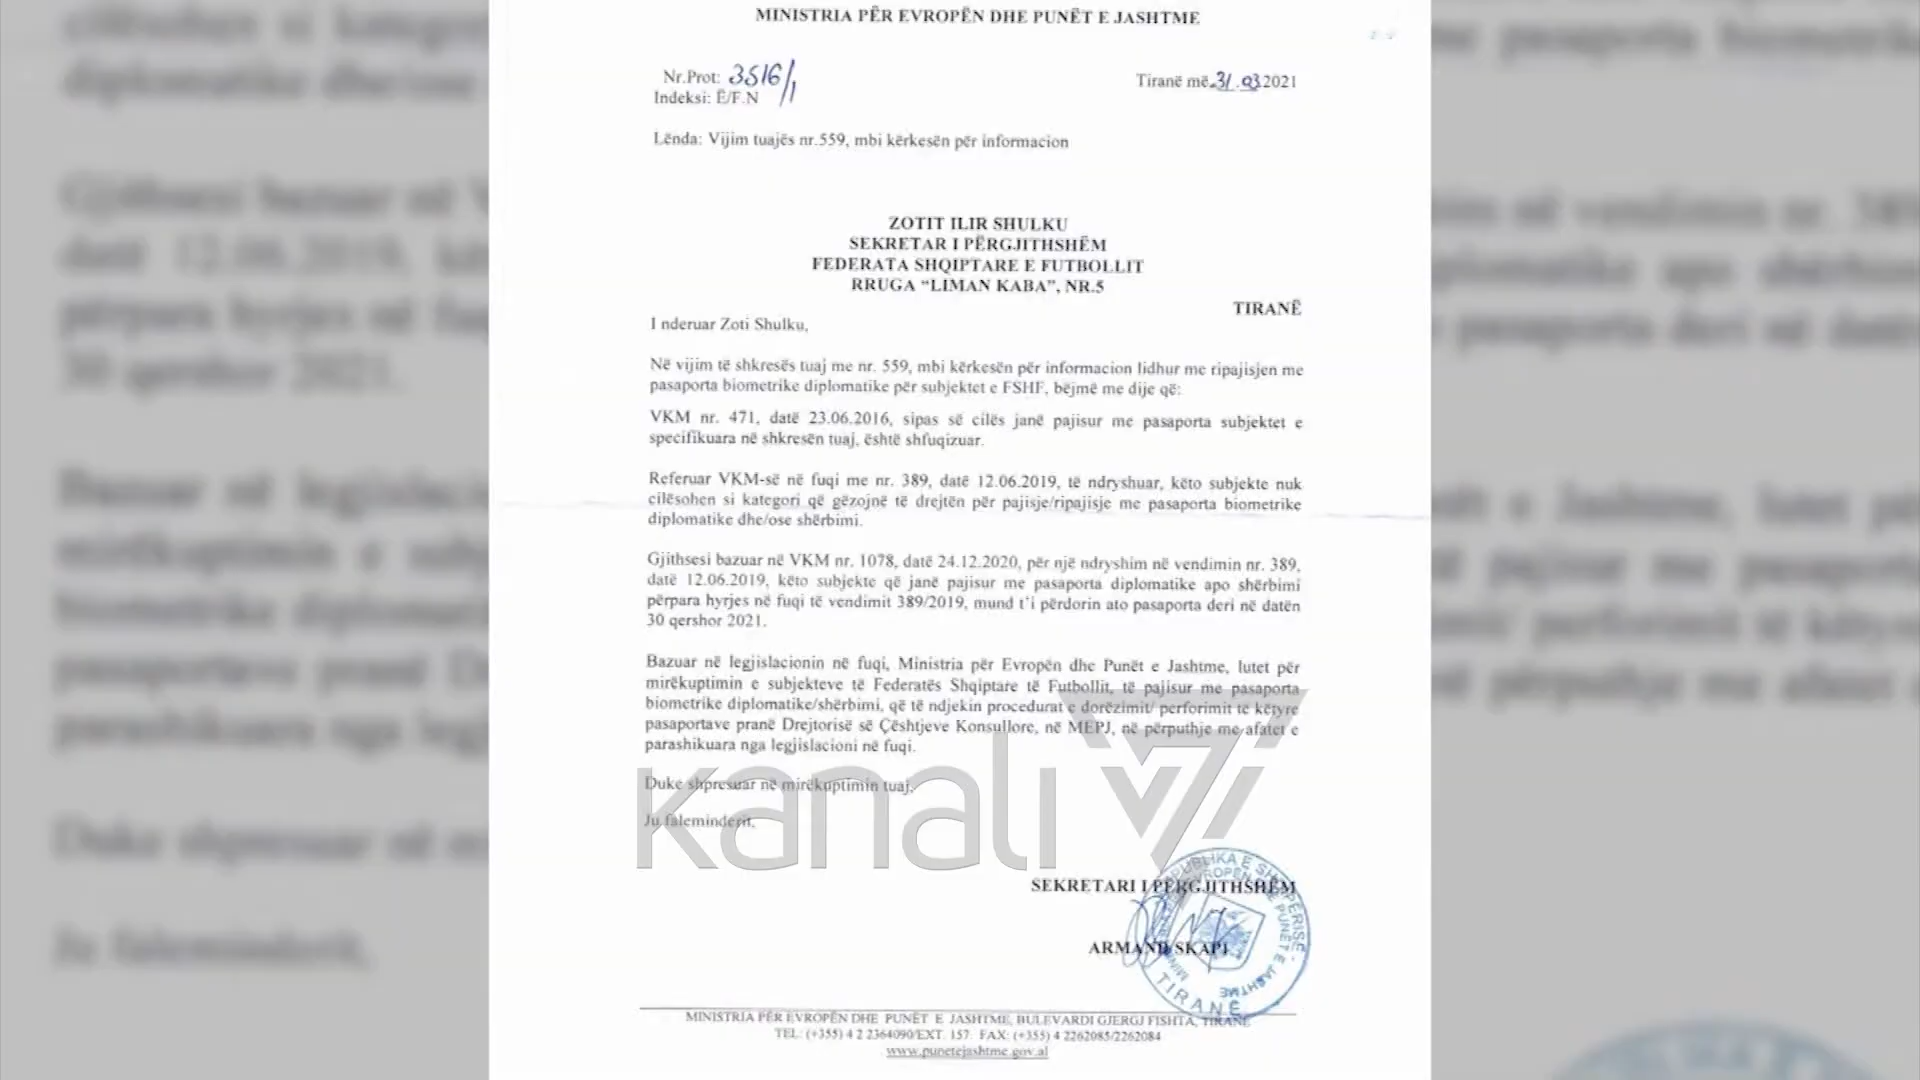 MINISTRIA PËR EVROPËN DHE PUNËT E JASHTME
Nr.Prot: 3516/1
Tiranë më 31.03 2021
Indeksi: Ë/F.N
Lënda: Vijim tuajës nr.559, mbi kërkesën për informacion
ZOTIT ILIR SHULKU
SEKRETAR I PËRGJITHSHËM
FEDERATA SHQIPTARE E FUTBOLLIT
RRUGA “LIMAN KABA”, NR.5
TIRANË
I nderuar Zoti Shulku,
Në vijim të shkresës tuaj me nr. 559, mbi kërkesën për informacion lidhur me ripajisjen me
pasaporta biometrike diplomatike për subjektet e FSHF, bëjmë me dije që:
VKM nr. 471, datë 23.06.2016, sipas së cilës janë pajisur me pasaporta subjektet e
specifikuara në shkresën tuaj, është shfuqizuar.
Referuar VKM-së në fuqi me nr. 389, datë 12.06.2019, të ndryshuar, këto subjekte nuk
cilësohen si kategori që gëzojnë të drejtën për pajisje/ripajisje me pasaporta biometrike
diplomatike dhe/ose shërbimi.
Gjithsesi bazuar në VKM nr. 1078, datë 24.12.2020, për një ndryshim në vendimin nr. 389,
datë 12.06.2019, këto subjekte që janë pajisur me pasaporta diplomatike apo shërbimi
përpara hyrjes në fuqi të vendimit 389/2019, mund t’i përdorin ato pasaporta deri në datën
30 qershor 2021.
Bazuar në legjislacionin në fuqi, Ministria për Evropën dhe Punët e Jashtme, lutet për
mirëkuptimin e subjekteve të Federatës Shqiptare të Futbollit, të pajisur me pasaporta
biometrike diplomatike/shërbimi, që të ndjekin procedurat e dorëzimit/ perforimit të këtyre
pasaportave pranë Drejtorisë së Çështjeve Konsullore, në MEPJ, në përputhje me afatet e
parashikuara nga legjislacioni në fuqi.
Duke shpresuar në mirëkuptimin tuaj,
Ju faleminderit,
kanali 7
SEKRETARI I PËRGJITHSHËM
ARMAND SKAPI
REPUBLIKA E SHQIPËRISË
TIRANË
MINISTRIA PËR EVROPËN DHE PUNËT E JASHTME, BULEVARDI GJERGJ FISHTA, TIRANË
TEL: (+355) 4 2 2364090/EXT. 157. FAX: (+355) 4 2262085/2262084
www.punetejashtme.gov.al